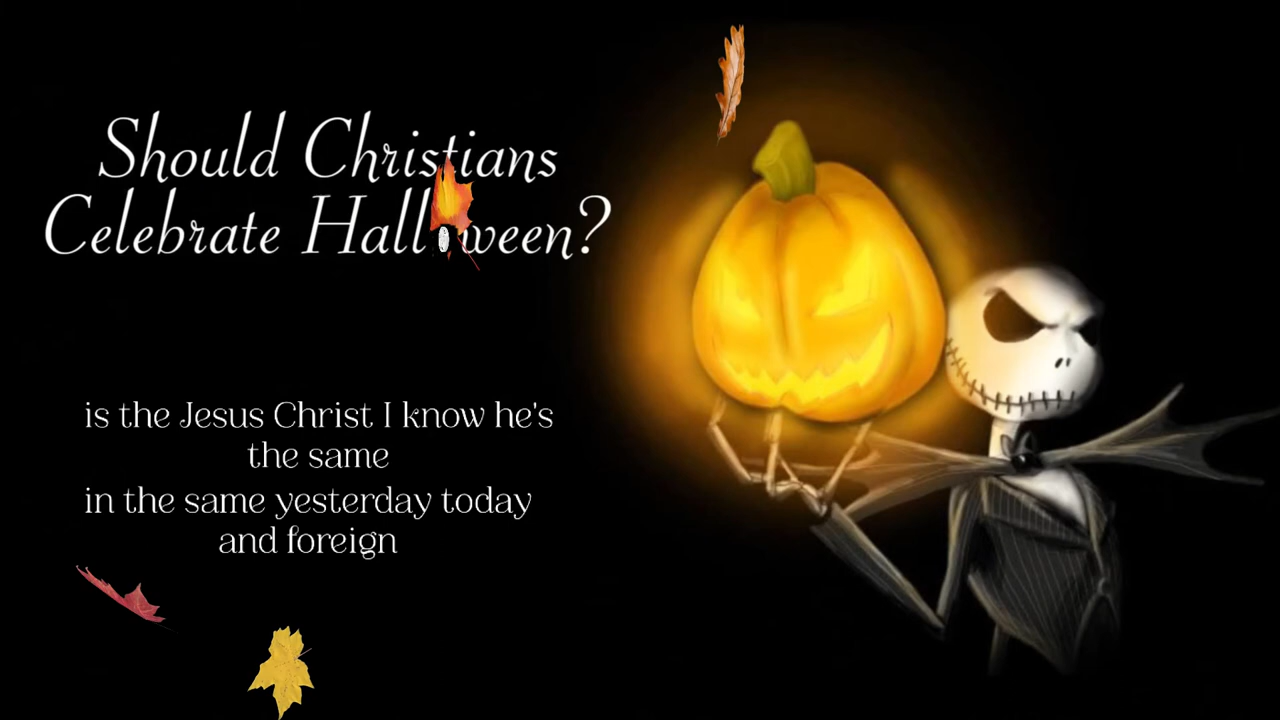 Should Christians
Celebrate Halloween?
is the Jesus Christ I know he's
the same
in the same yesterday today
and foreign